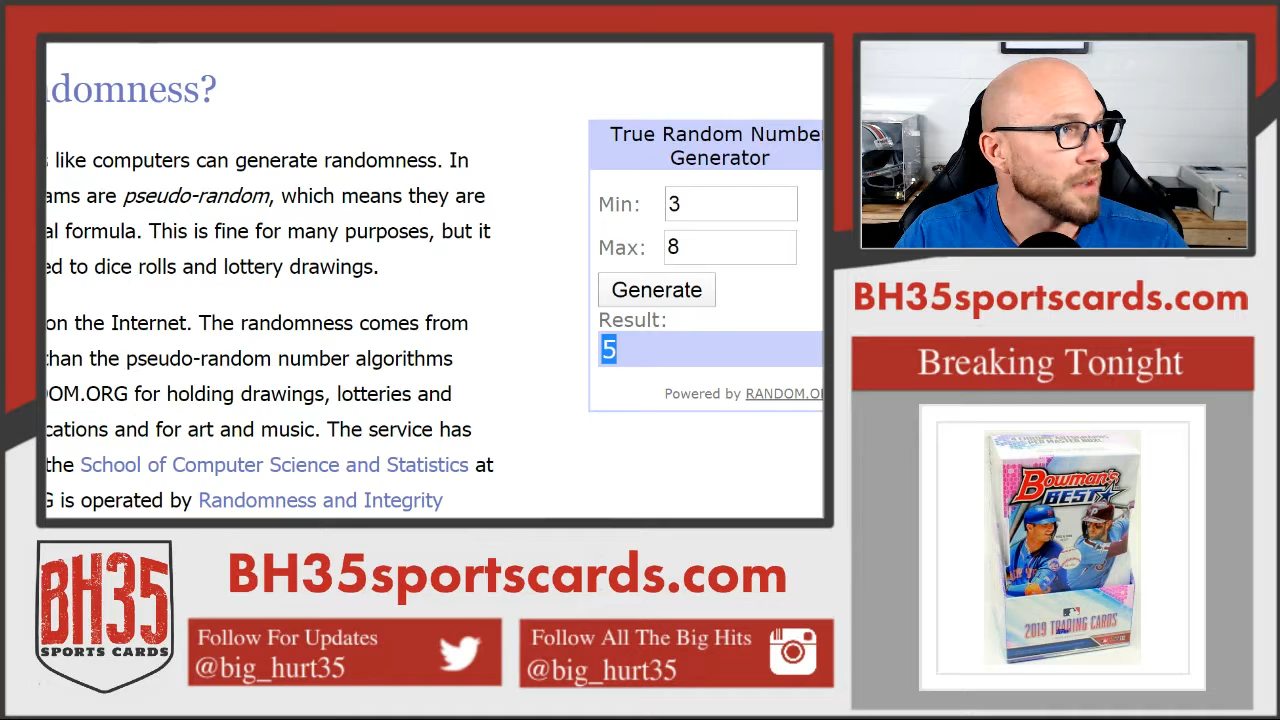 ndomness?
s like computers can generate randomness. In
ams are pseudo-random, which means they are
al formula. This is fine for many purposes, but it
ed to dice rolls and lottery drawings.
on the Internet. The randomness comes from
than the pseudo-random number algorithms
DOM.ORG for holding drawings, lotteries and
cations and for art and music. The service has
the School of Computer Science and Statistics at
G is operated by Randomness and Integrity
True Random Number
Generator
Min: 3
Max: 8
Generate
Result:
5
Powered by RANDOM.OR
BH35sportscards.com
Breaking Tonight
Bowman's
BEST
2019 TRADING CARDS
BH35
SPORTS CARDS
BH35sportscards.com
Follow For Updates
@big_hurt35
Follow All The Big Hits
@big_hurt35